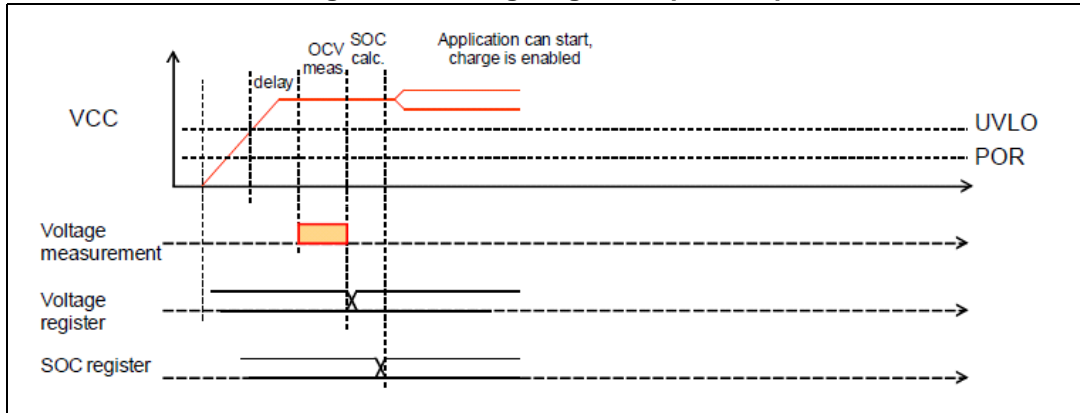 OCV
meas.
SOC
calc.
Application can start,
charge is enabled
delay
VCC
UVLO
POR
Voltage
measurement
Voltage
register
SOC register